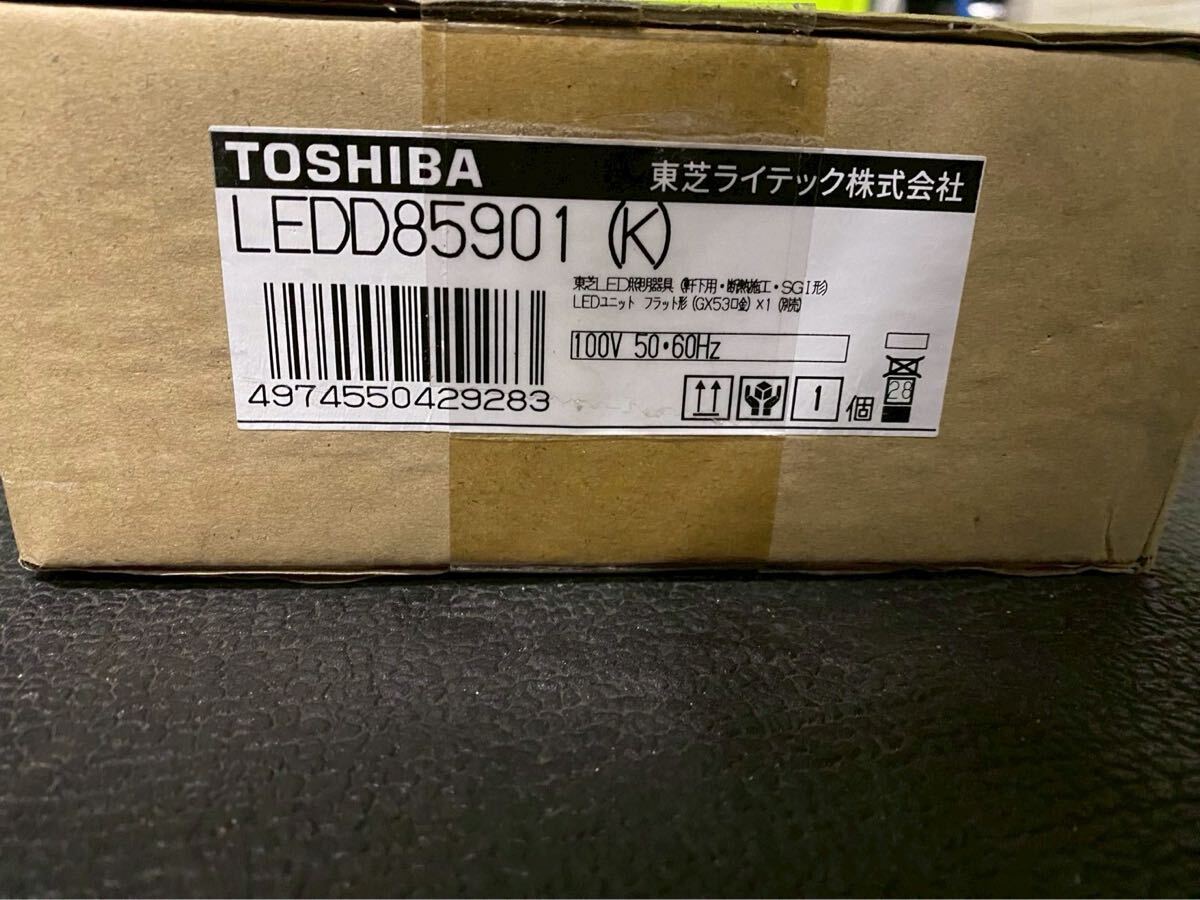 TOSHIBA 東芝ライテック株式会社
LEDD85901 (K)
東芝LED照明器具 (軒下用・断熱施工・SGI形)
LEDユニット フラット形 (GX53口金) ×1 (別売)
100V 50・60Hz
4974550429283
1 個
28